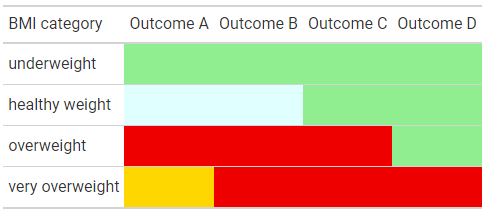 BMI category Outcome A Outcome B Outcome C Outcome D
underweight
healthy weight
overweight
very overweight